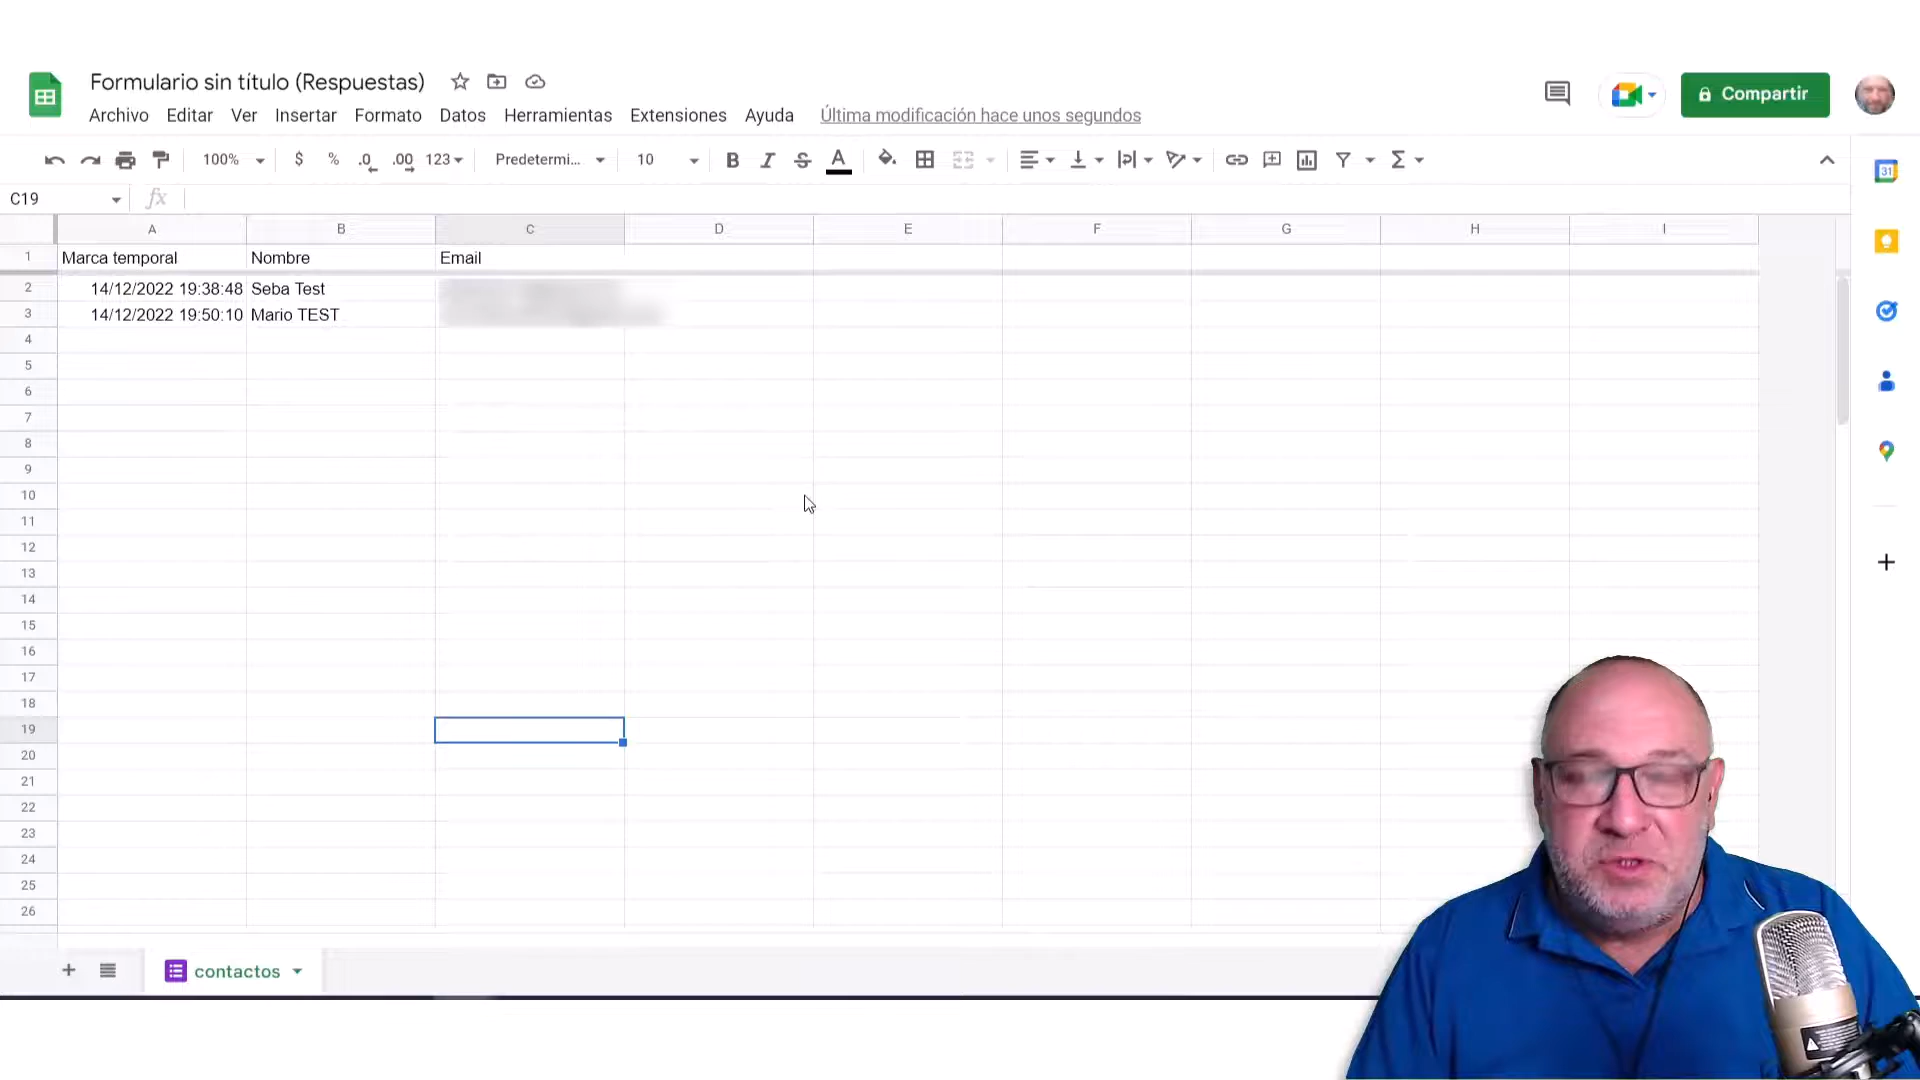 Formulario sin título (Respuestas)
Archivo Editar Ver Insertar Formato Datos Herramientas Extensiones Ayuda Última modificación hace unos segundos
Compartir
100% $ % .0 .00 123 Predetermi... 10 B I S A
31
C19 fx
A B C D E F G H I
1 Marca temporal Nombre Email
2 14/12/2022 19:38:48 Seba Test
3 14/12/2022 19:50:10 Mario TEST
4
5
6
7
8
9
10
11
12
13
14
15
16
17
18
19
20
21
22
23
24
25
26
contactos